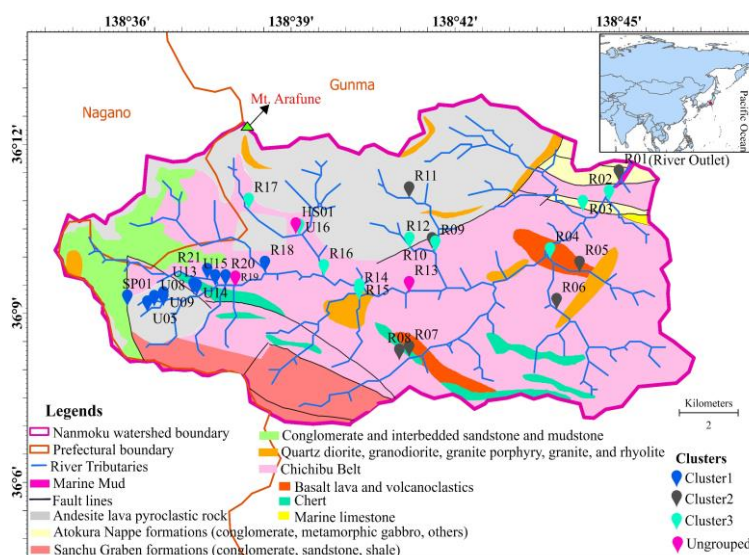 138°36' 138°39' 138°42' 138°45'
Gunma
Nagano
Mt. Arafune
Pacific Ocean
36°12'
36°9'
36°6'
R01(River Outlet)
R02
R03
R11
R17
HS01
U16
R12
R09
R10
R18
R16
R04
R05
R21
U15
R20
R19
SP01
U13
U08
U14
U09
U05
R14
R15
R13
R06
R08
R07
Kilometers
2
Legends
Nanmoku watershed boundary
Prefectural boundary
River Tributaries
Marine Mud
Fault lines
Andesite lava pyroclastic rock
Atokura Nappe formations (conglomerate, metamorphic gabbro, others)
Sanchu Graben formations (conglomerate, sandstone, shale)
Conglomerate and interbedded sandstone and mudstone
Quartz diorite, granodiorite, granite porphyry, granite, and rhyolite
Chichibu Belt
Basalt lava and volcanoclastics
Chert
Marine limestone
Clusters
Cluster1
Cluster2
Cluster3
Ungrouped